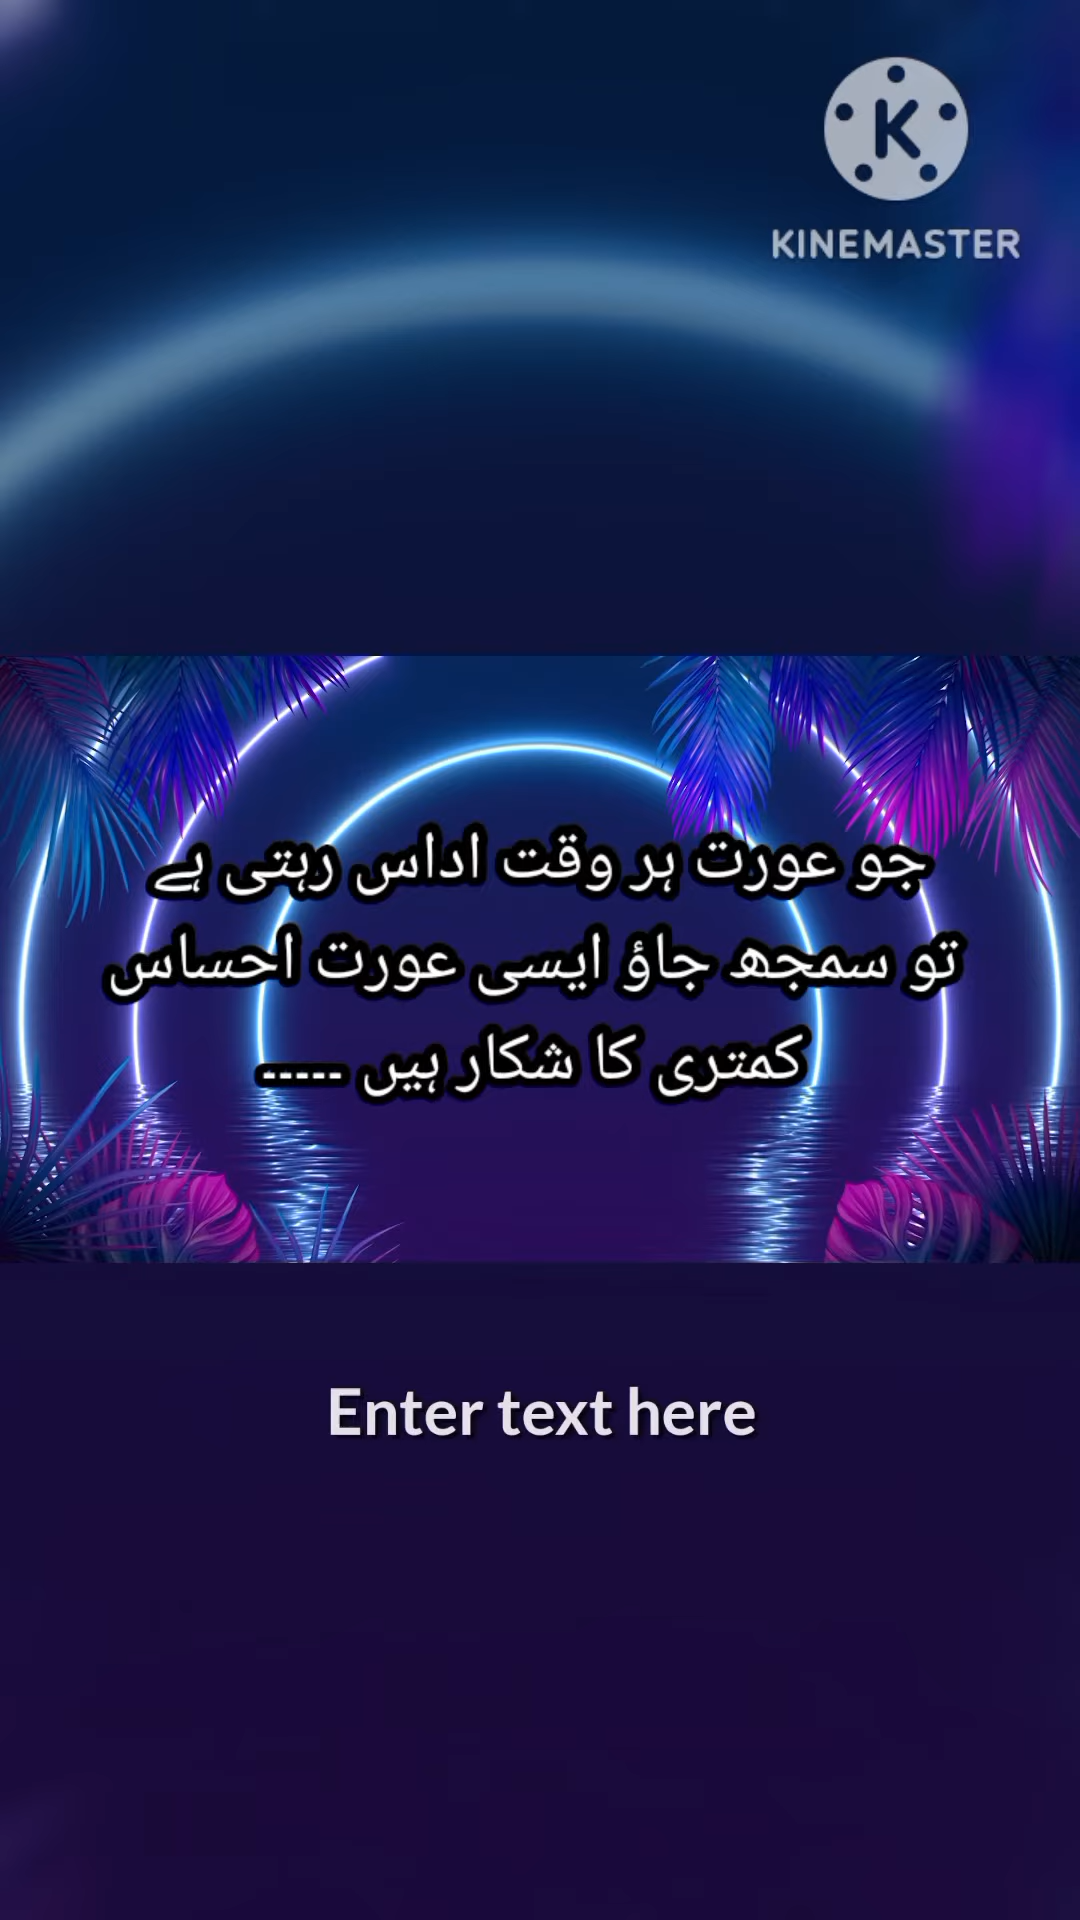 K
KINEMASTER
جو عورت ہر وقت اداس رہتی ہے
تو سمجھ جاؤ ایسی عورت احساس
کمتری کا شکار ہیں -----
Enter text here